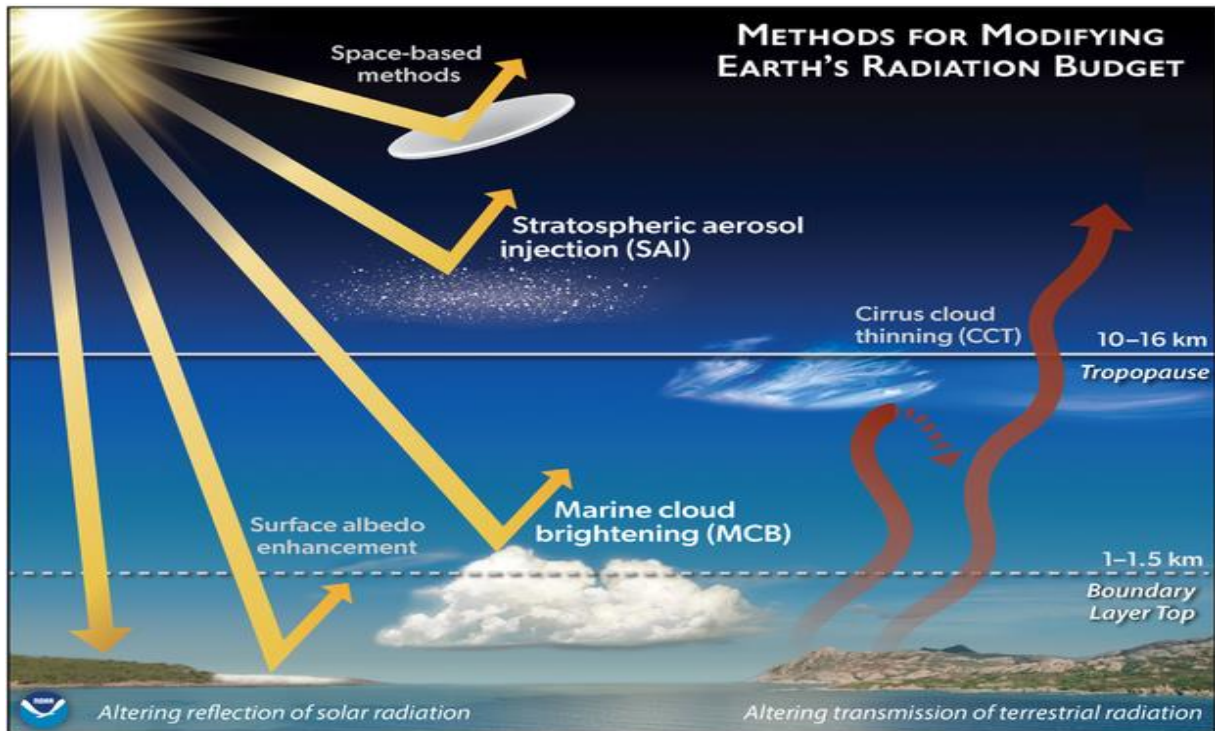 METHODS FOR MODIFYING
EARTH'S RADIATION BUDGET
Space-based
methods
Stratospheric aerosol
injection (SAI)
Cirrus cloud
thinning (CCT)
10–16 km
Tropopause
Marine cloud
brightening (MCB)
Surface albedo
enhancement
1–1.5 km
Boundary
Layer Top
Altering reflection of solar radiation
Altering transmission of terrestrial radiation